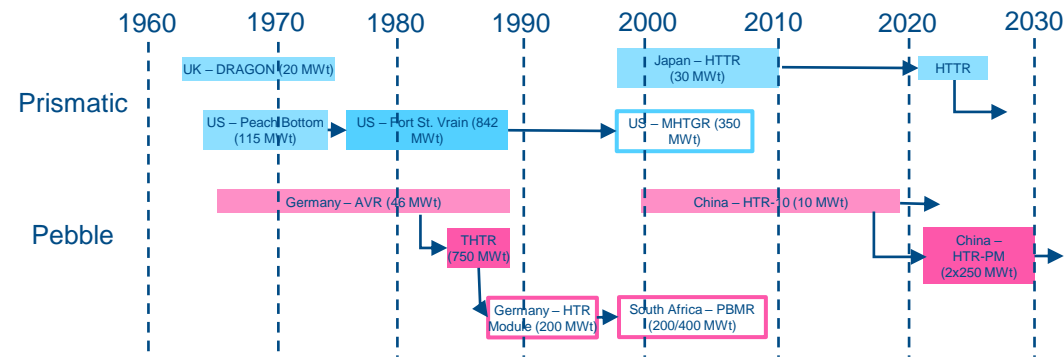 1960 1970 1980 1990 2000 2010 2020 2030
Prismatic
UK – DRAGON (20 MWt)
Japan – HTTR
(30 MWt)
HTTR
US – Peach Bottom
(115 MWt)
US – Fort St. Vrain (842
MWt)
US – MHTGR (350
MWt)
Pebble
Germany – AVR (46 MWt)
China – HTR-10 (10 MWt)
THTR
(750 MWt)
China –
HTR-PM
(2x250 MWt)
Germany – HTR
Module (200 MWt)
South Africa – PBMR
(200/400 MWt)